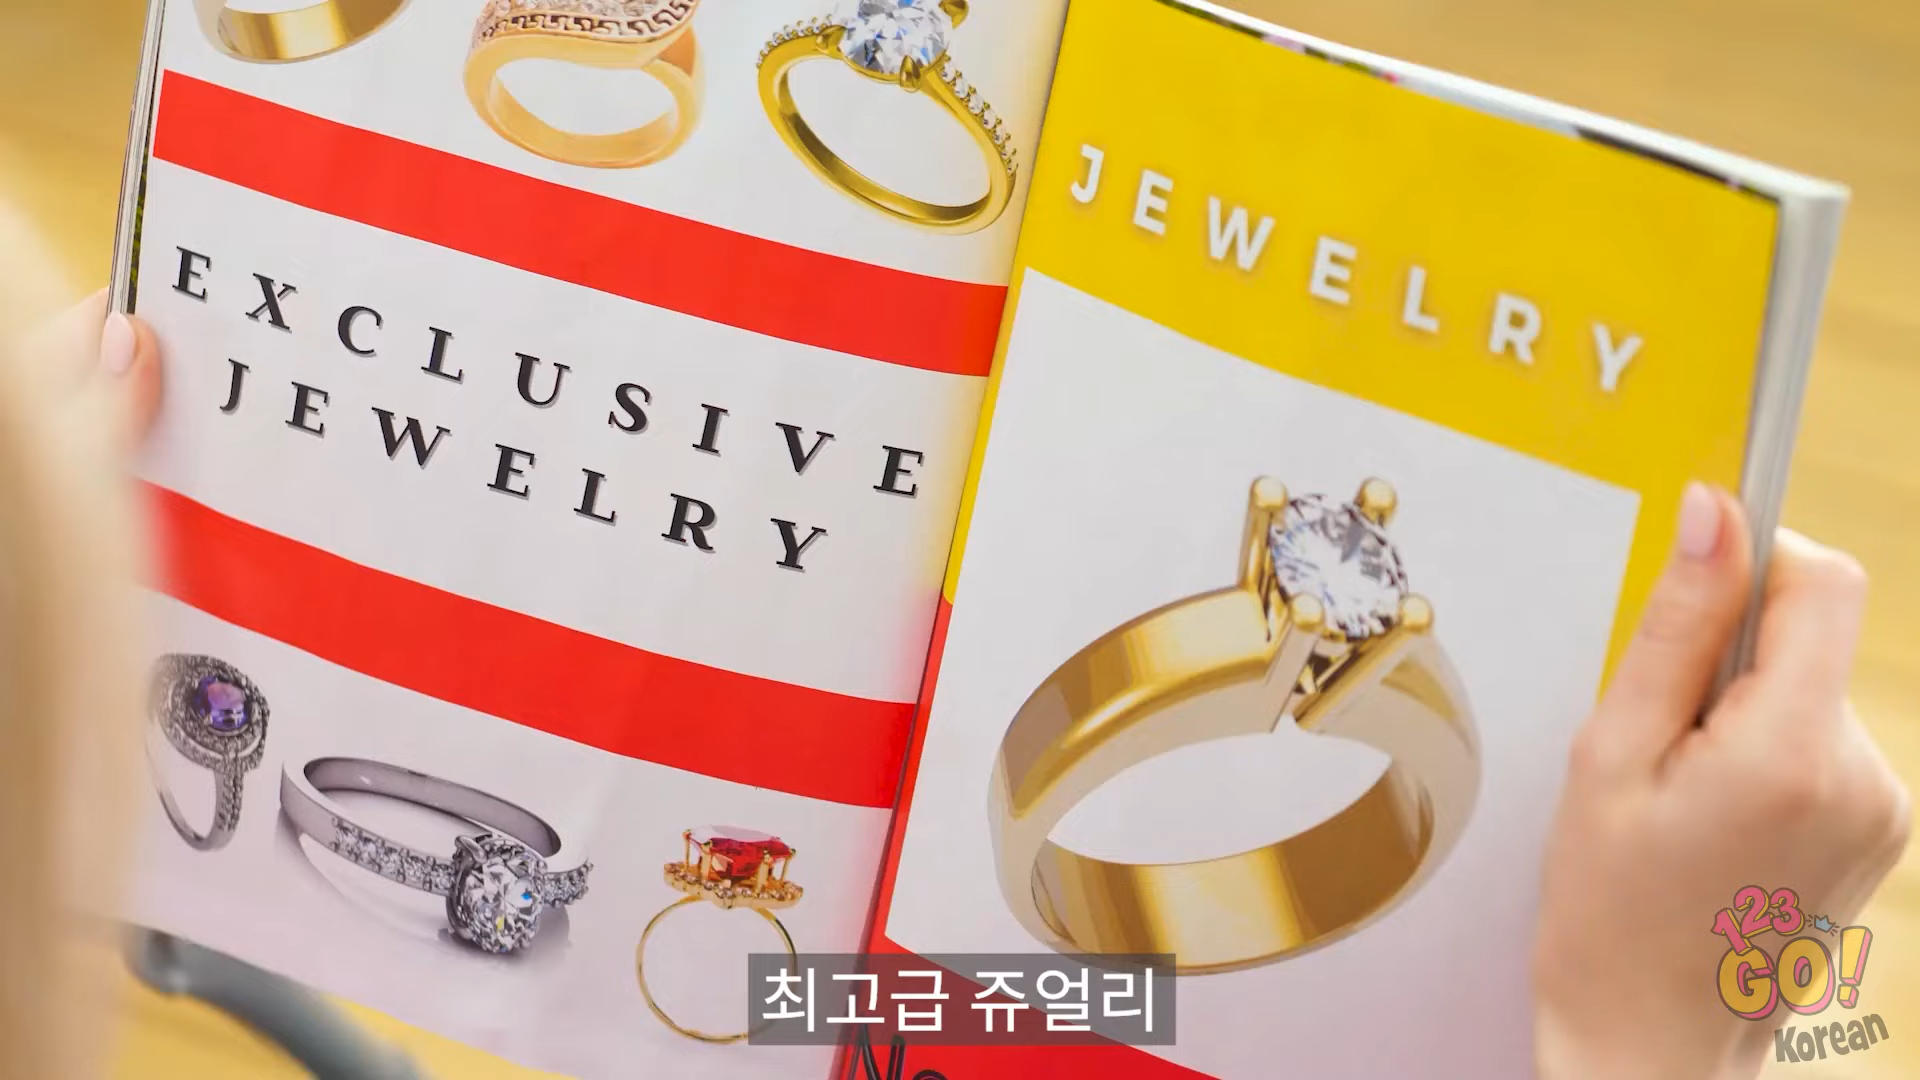 EXCLUSIVE
JEWELRY
JEWELRY
최고급 쥬얼리
123
GO!
Korean